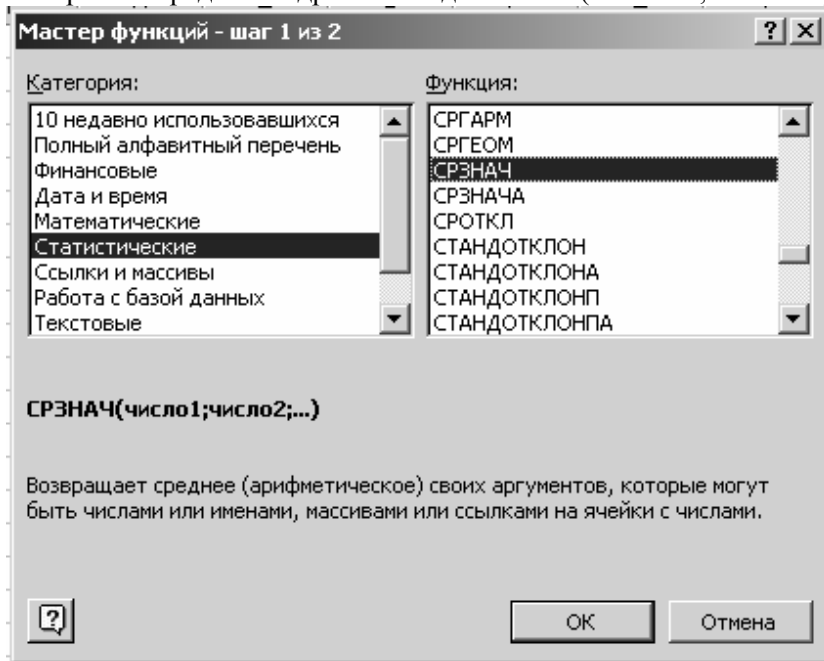 Мастер функций - шаг 1 из 2
Категория:
10 недавно использовавшихся
Полный алфавитный перечень
Финансовые
Дата и время
Математические
Статистические
Ссылки и массивы
Работа с базой данных
Текстовые
Функция:
СРГАРМ
СРГЕОМ
СРЗНАЧ
СРЗНАЧА
СРОТКЛ
СТАНДОТКЛОН
СТАНДОТКЛОНА
СТАНДОТКЛОНП
СТАНДОТКЛОНПА
СРЗНАЧ(число1;число2;...)
Возвращает среднее (арифметическое) своих аргументов, которые могут
быть числами или именами, массивами или ссылками на ячейки с числами.
ОК
Отмена